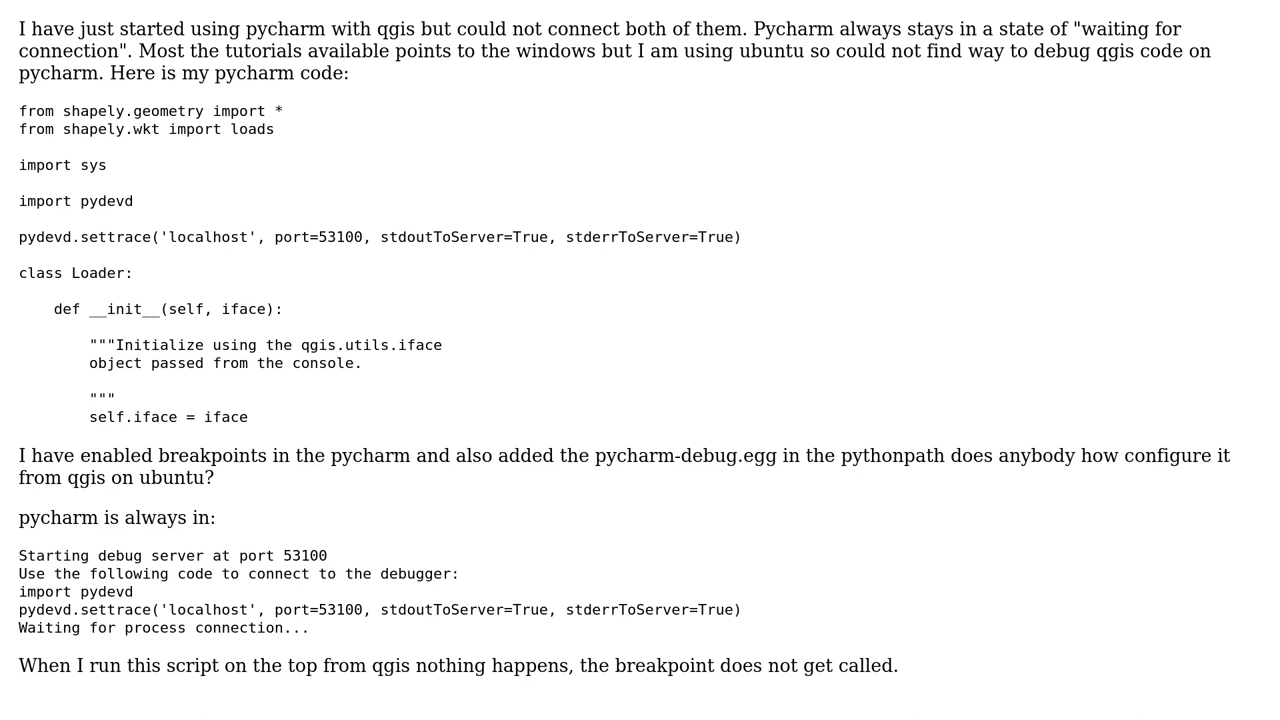 I have just started using pycharm with qgis but could not connect both of them. Pycharm always stays in a state of "waiting for
connection". Most the tutorials available points to the windows but I am using ubuntu so could not find way to debug qgis code on
pycharm. Here is my pycharm code:
from shapely.geometry import *
from shapely.wkt import loads
import sys
import pydevd
pydevd.settrace('localhost', port=53100, stdoutToServer=True, stderrToServer=True)
class Loader:
    def __init__(self, iface):
        """Initialize using the qgis.utils.iface
        object passed from the console.
        """
        self.iface = iface
I have enabled breakpoints in the pycharm and also added the pycharm-debug.egg in the pythonpath does anybody how configure it
from qgis on ubuntu?
pycharm is always in:
Starting debug server at port 53100
Use the following code to connect to the debugger:
import pydevd
pydevd.settrace('localhost', port=53100, stdoutToServer=True, stderrToServer=True)
Waiting for process connection...
When I run this script on the top from qgis nothing happens, the breakpoint does not get called.